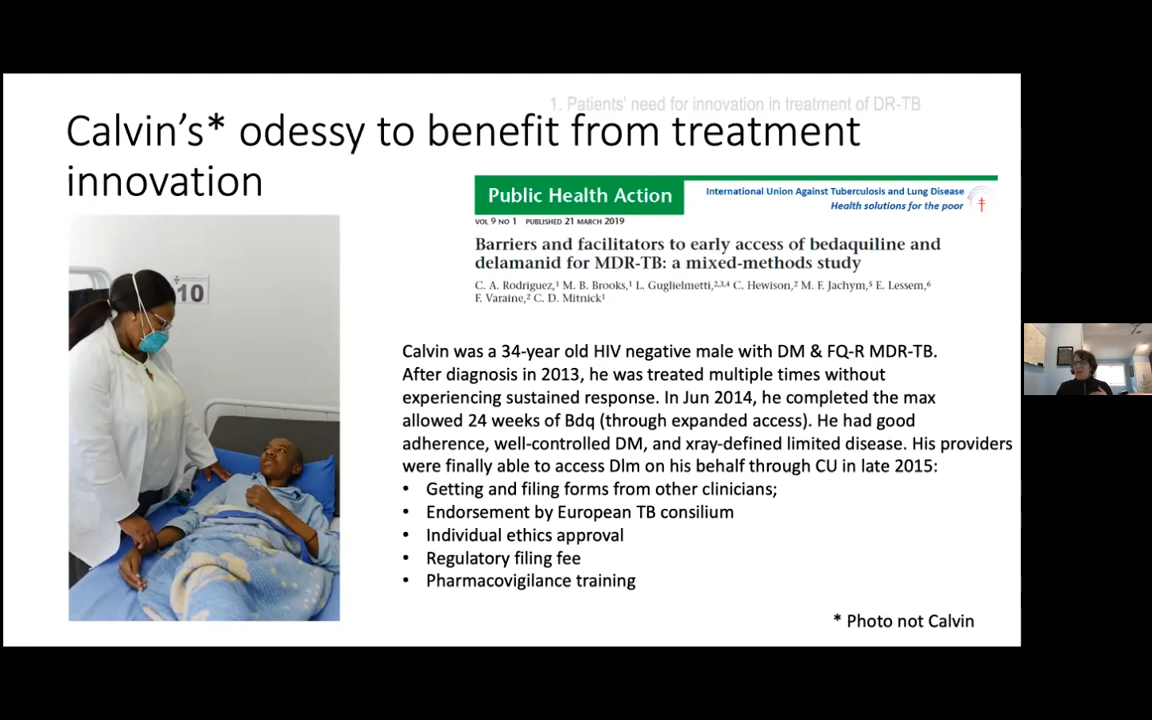 1. Patients' need for innovation in treatment of DR-TB
Calvin's* odessy to benefit from treatment
innovation
Public Health Action
International Union Against Tuberculosis and Lung Disease
Health solutions for the poor
VOL 9 NO 1 PUBLISHED 21 MARCH 2019
Barriers and facilitators to early access of bedaquiline and
delamanid for MDR-TB: a mixed-methods study
C. A. Rodriguez,¹ M. B. Brooks,¹ L. Guglielmetti,²,³,⁴ C. Hewison,² M. F. Jachym,⁵ E. Lessem,⁶
F. Varaine,² C. D. Mitnick¹
10
Calvin was a 34-year old HIV negative male with DM & FQ-R MDR-TB.
After diagnosis in 2013, he was treated multiple times without
experiencing sustained response. In Jun 2014, he completed the max
allowed 24 weeks of Bdq (through expanded access). He had good
adherence, well-controlled DM, and xray-defined limited disease. His providers
were finally able to access Dlm on his behalf through CU in late 2015:
• Getting and filing forms from other clinicians;
• Endorsement by European TB consilium
• Individual ethics approval
• Regulatory filing fee
• Pharmacovigilance training
* Photo not Calvin